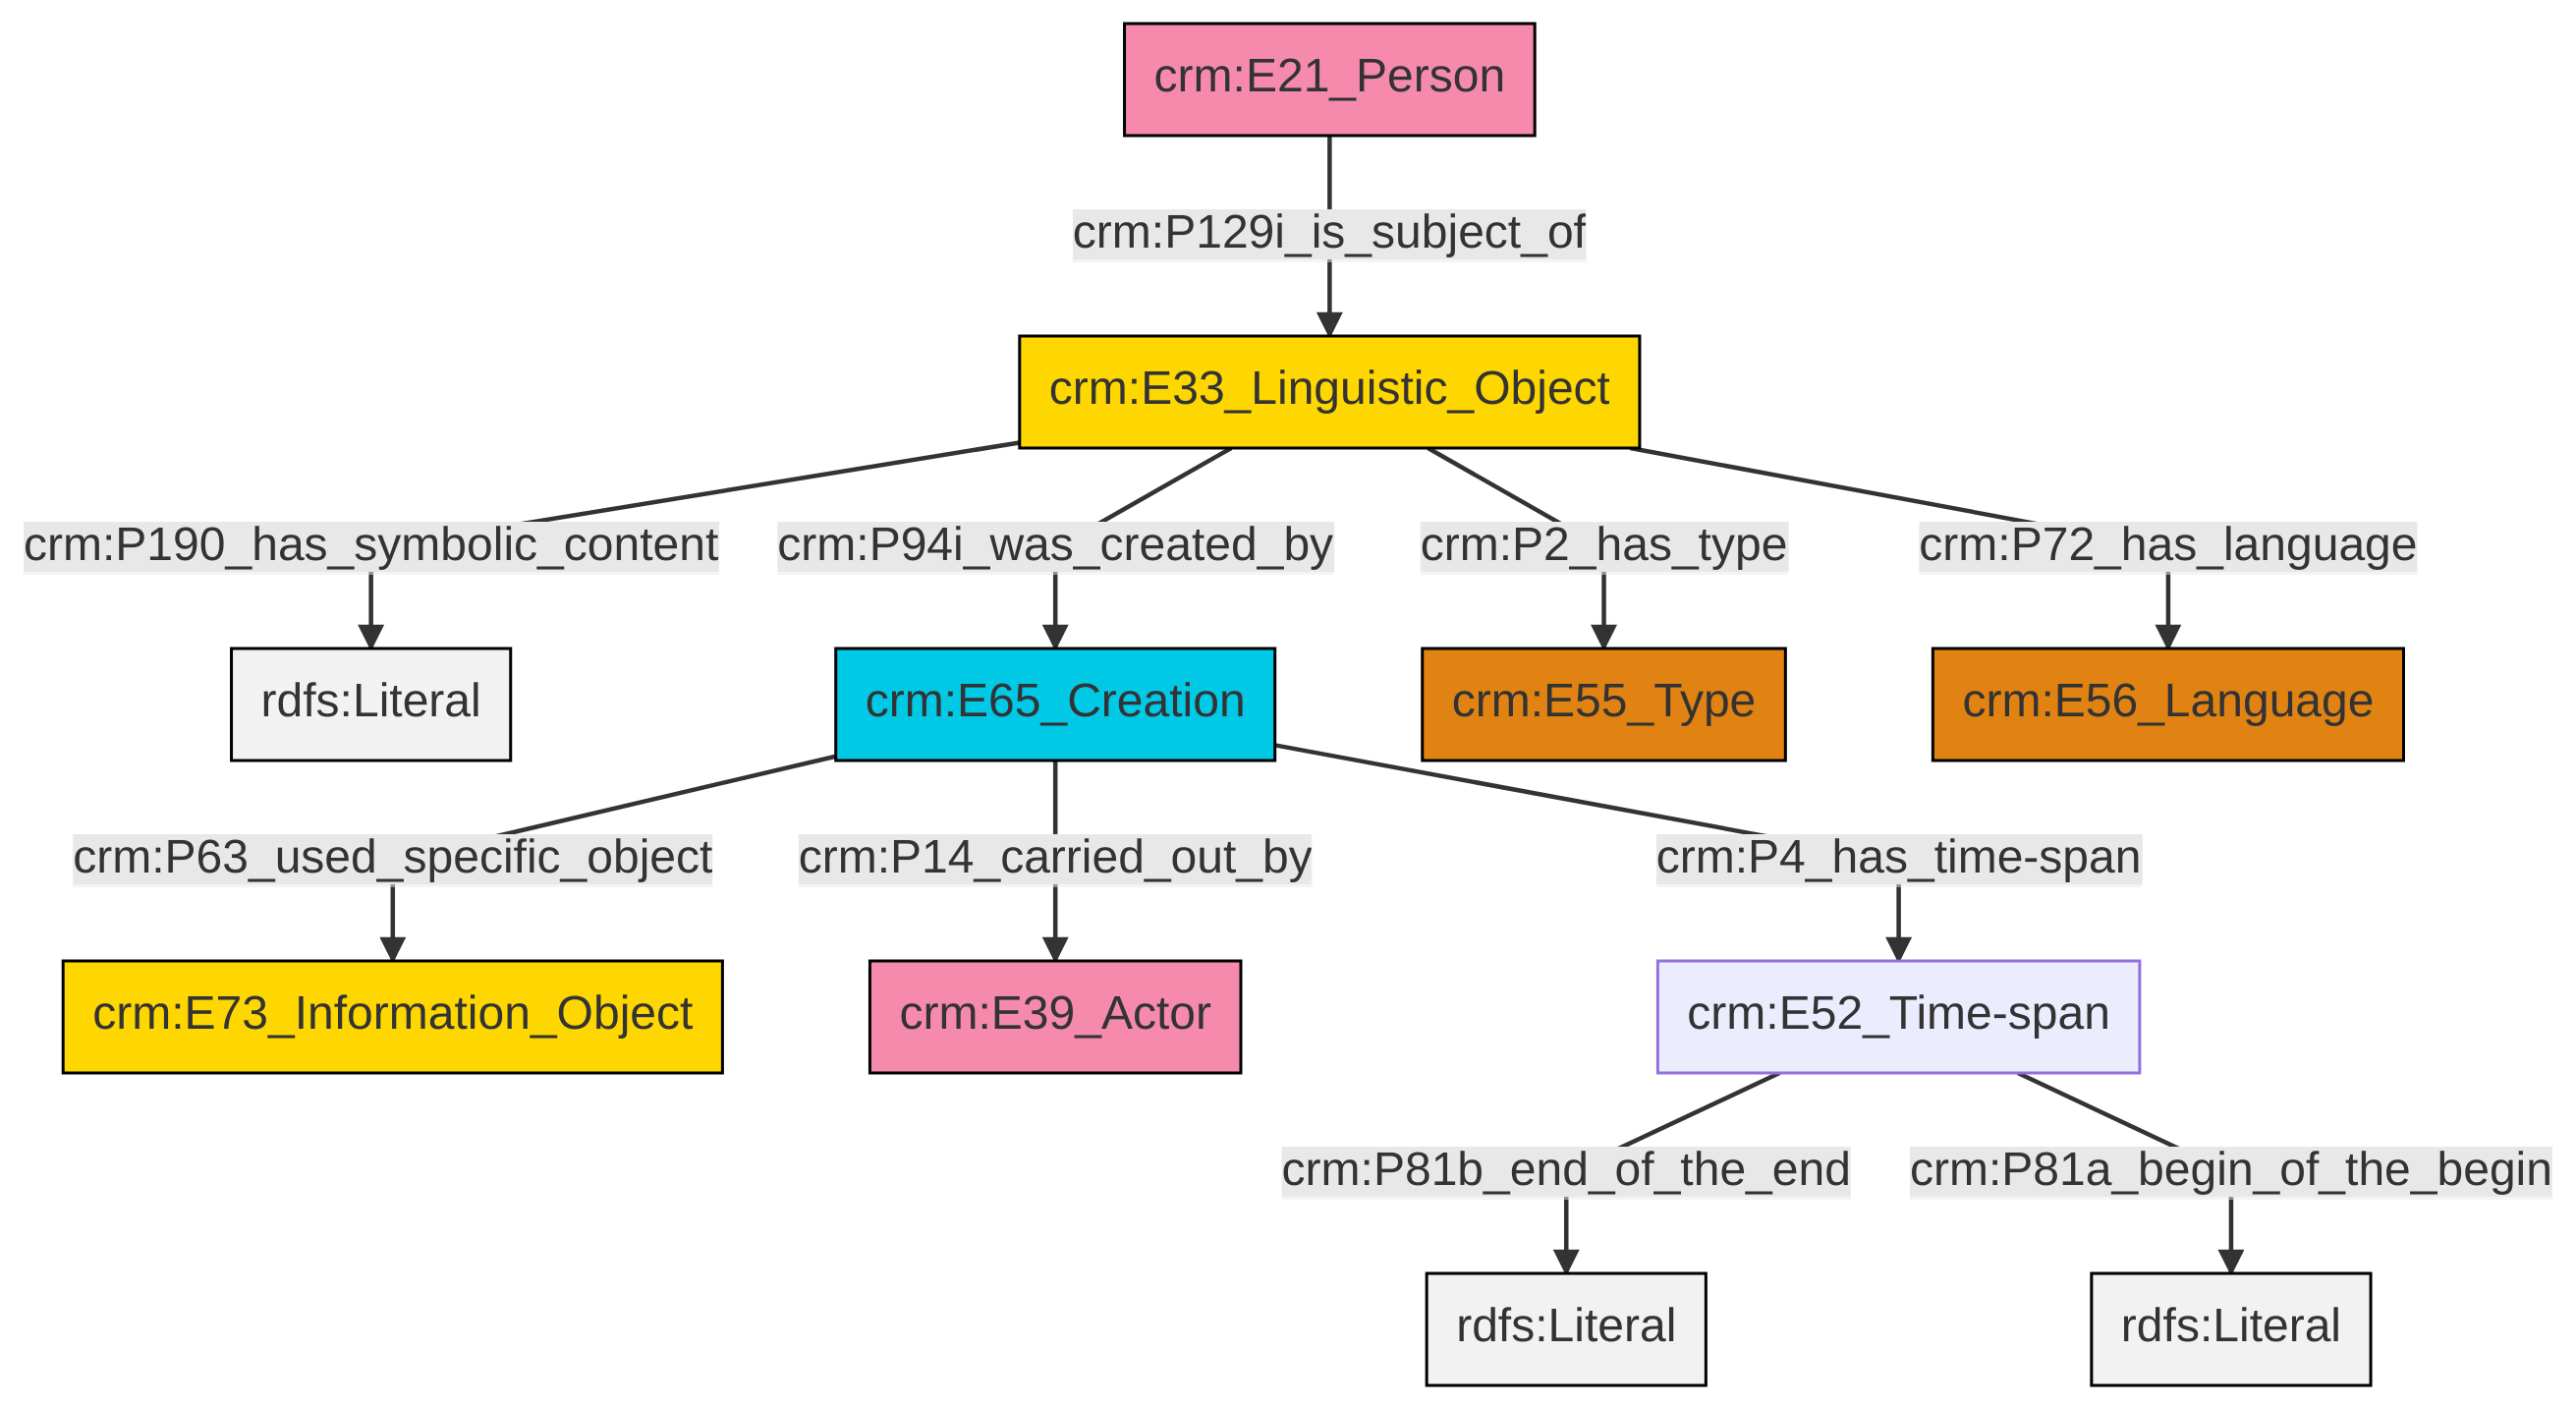 crm:E21_Person
crm:P129i_is_subject_of
crm:E33_Linguistic_Object
crm:P190_has_symbolic_content
crm:P94i_was_created_by
crm:P2_has_type
crm:P72_has_language
rdfs:Literal
crm:E65_Creation
crm:E55_Type
crm:E56_Language
crm:P63_used_specific_object
crm:P14_carried_out_by
crm:P4_has_time-span
crm:E73_Information_Object
crm:E39_Actor
crm:E52_Time-span
crm:P81b_end_of_the_end
crm:P81a_begin_of_the_begin
rdfs:Literal
rdfs:Literal